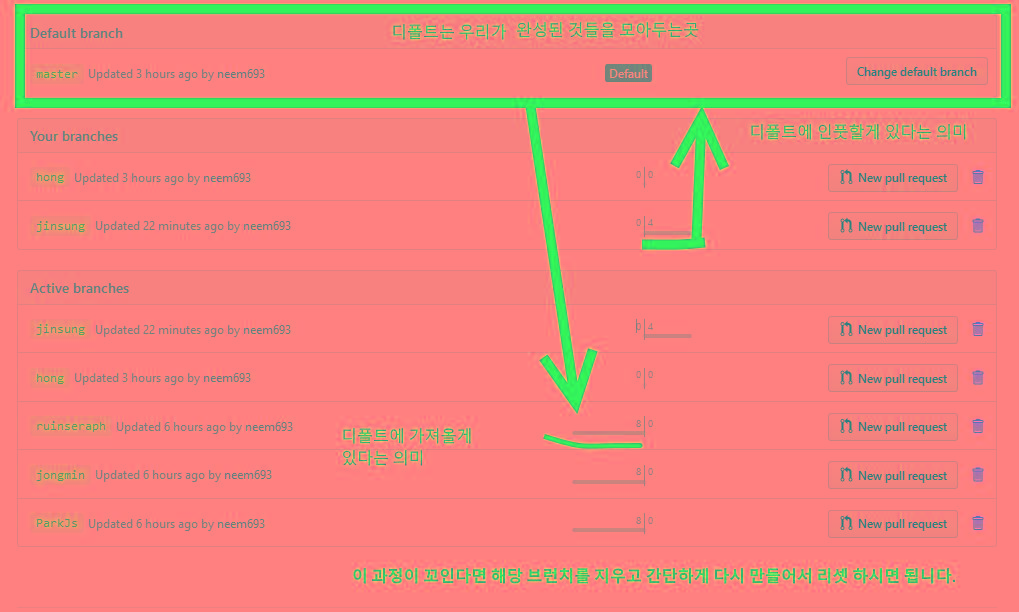 Default branch
디폴트는 우리가 완성된 것들을 모아두는곳
master Updated 3 hours ago by neem693 Default Change default branch
Your branches
디폴트에 인풋할게 있다는 의미
hong Updated 3 hours ago by neem693 0 0 New pull request
jinsung Updated 22 minutes ago by neem693 0 4 New pull request
Active branches
jinsung Updated 22 minutes ago by neem693 0 4 New pull request
hong Updated 3 hours ago by neem693 0 0 New pull request
ruinseraph Updated 6 hours ago by neem693 8 0 New pull request
디폴트에 가져올게
있다는 의미
jongmin Updated 6 hours ago by neem693 8 0 New pull request
ParkJs Updated 6 hours ago by neem693 8 0 New pull request
이 과정이 꼬인다면 해당 브런치를 지우고 간단하게 다시 만들어서 리셋 하시면 됩니다.